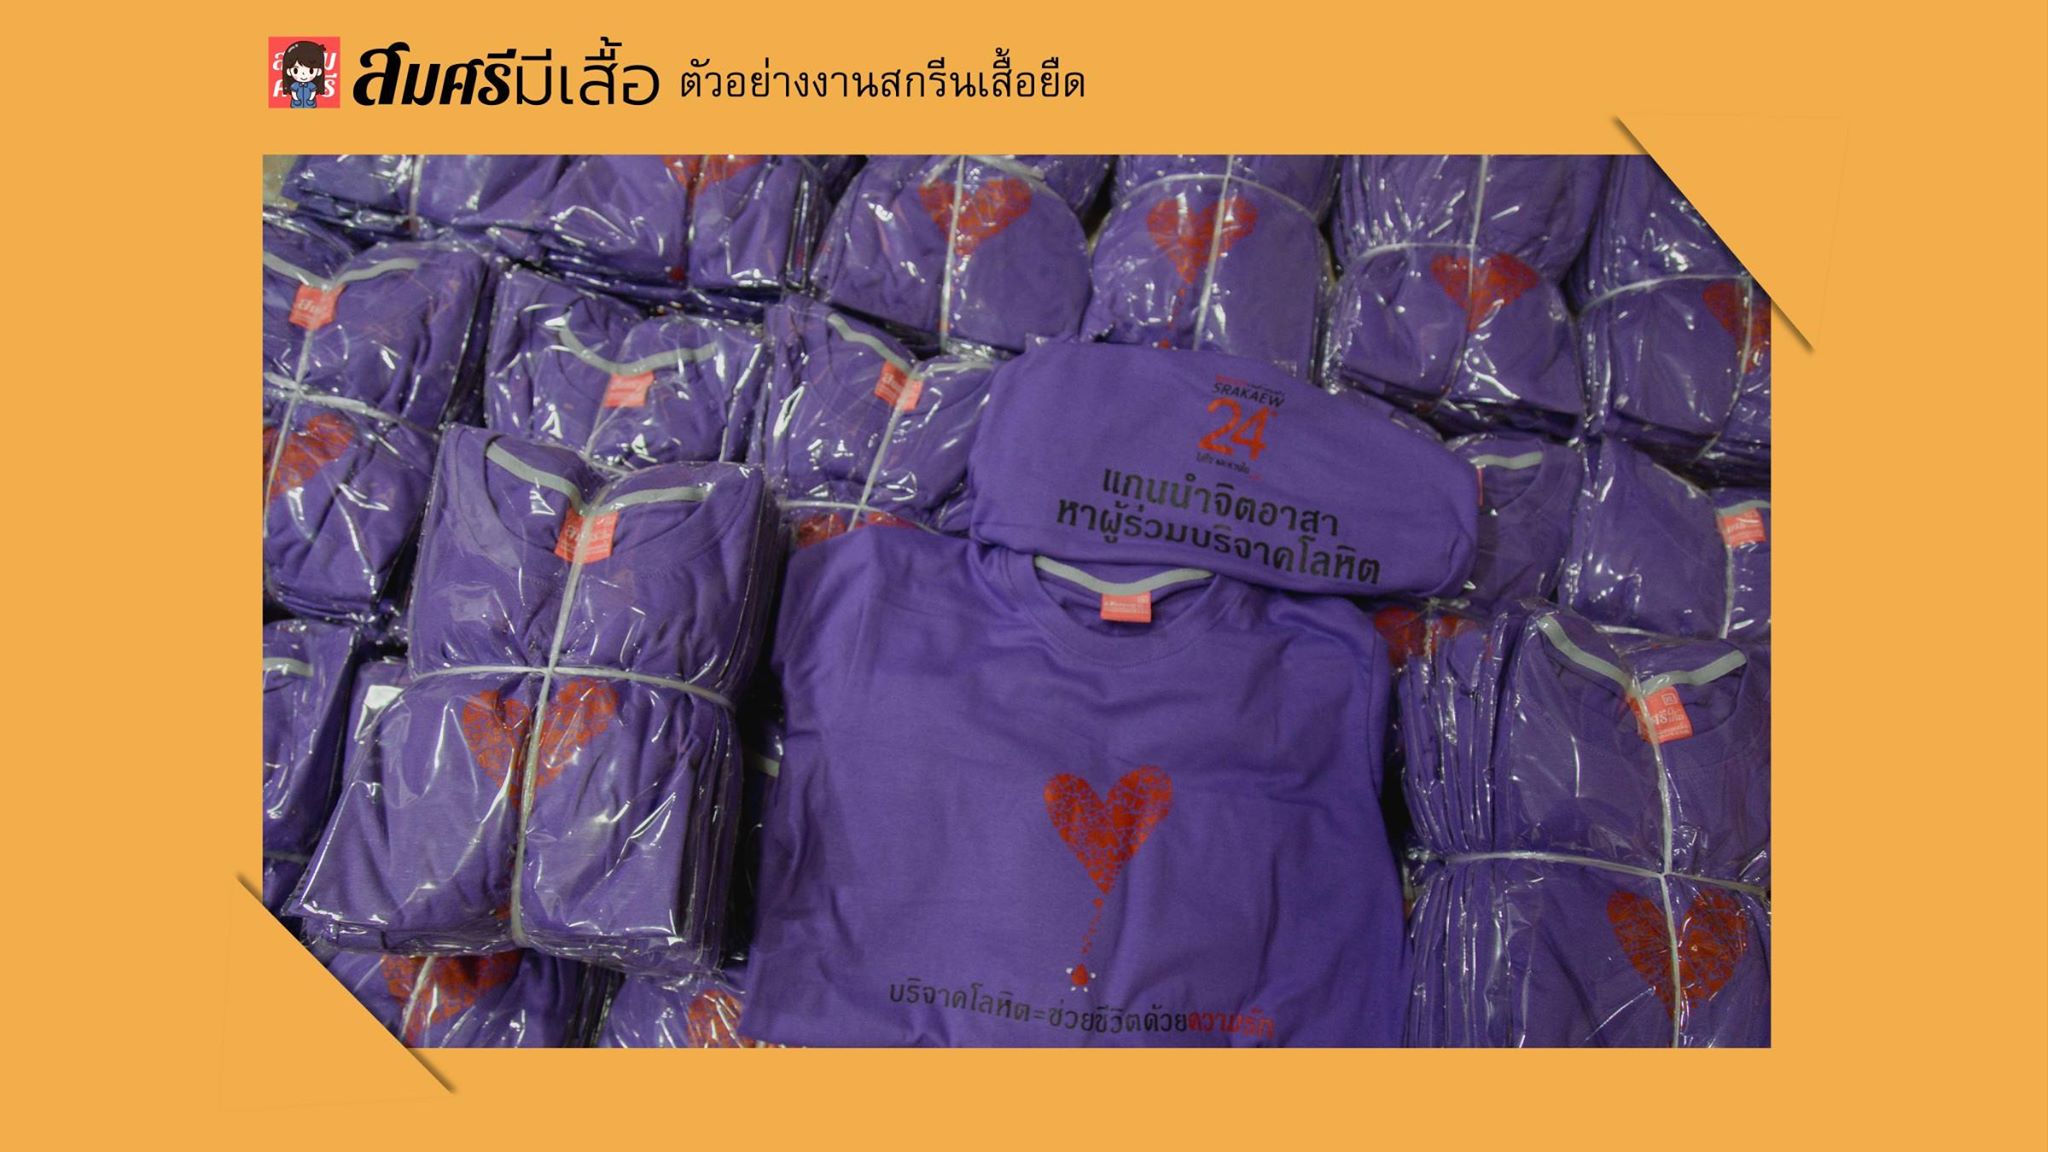 สมศรีมีเสื้อ ตัวอย่างงานสกรีนเสื้อยืด
SRAKAEW
24
แกนนำจิตอาสา
หาผู้ร่วมบริจาคโลหิต
บริจาคโลหิต=ช่วยชีวิตด้วยความรัก